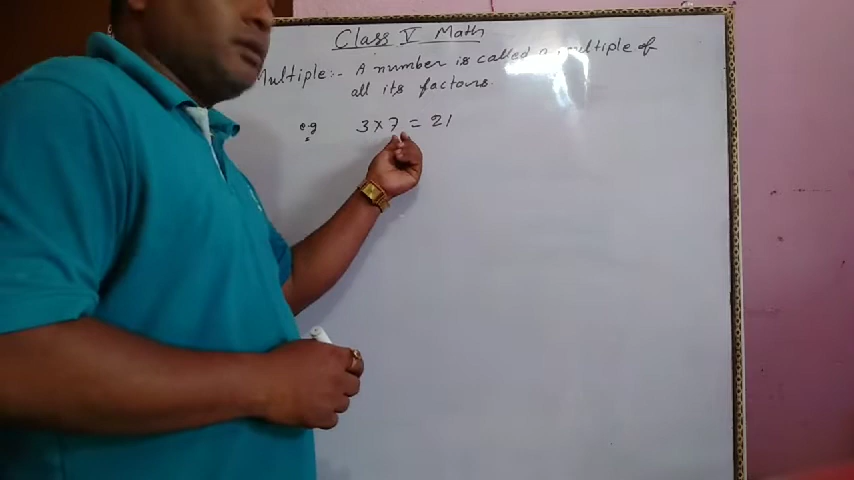 Class V Math
Multiple:- A number is called a multiple of
all its factors.
e.g 3 × 7 = 21